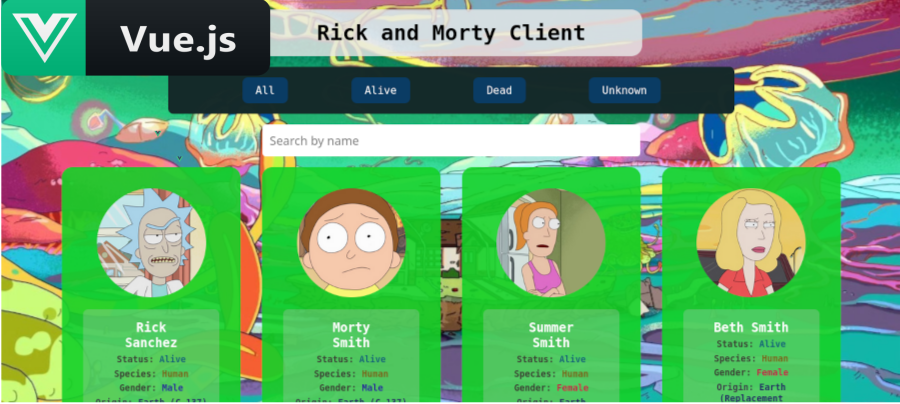 Vue.js
Rick and Morty Client
All
Alive
Dead
Unknown
Search by name
Rick
Sanchez
Status: Alive
Species: Human
Gender: Male
Origin: Earth (C-137)
Morty
Smith
Status: Alive
Species: Human
Gender: Male
Origin: Earth (C-137)
Summer
Smith
Status: Alive
Species: Human
Gender: Female
Origin: Earth
Beth Smith
Status: Alive
Species: Human
Gender: Female
Origin: Earth
(Replacement